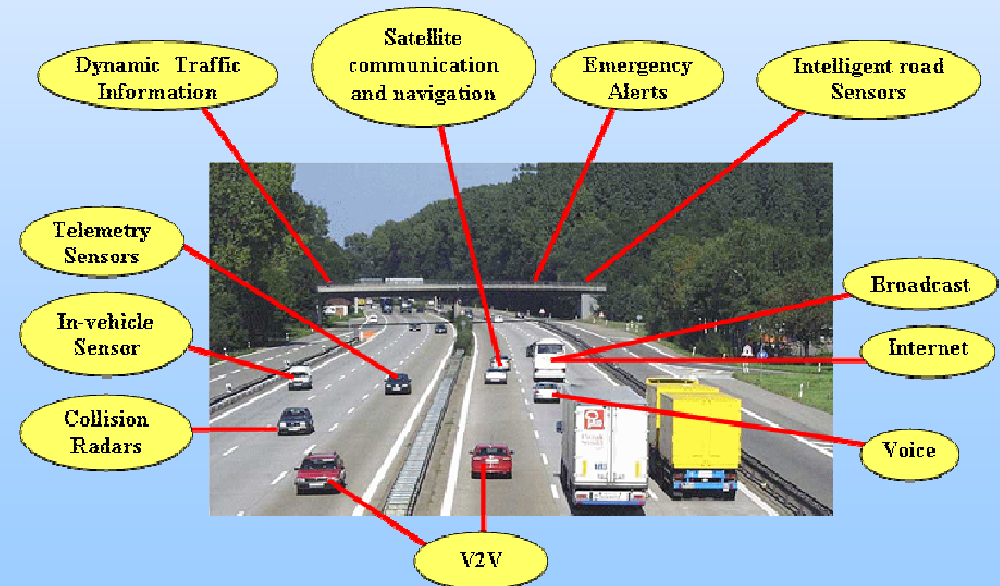 Dynamic Traffic
Information
Satellite
communication
and navigation
Emergency
Alerts
Intelligent road
Sensors
Telemetry
Sensors
In-vehicle
Sensor
Collision
Radars
Broadcast
Internet
Voice
V2V